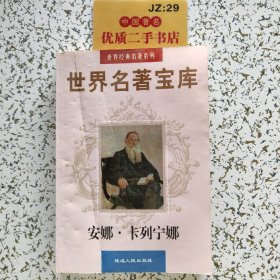 JZ:29
中国著名
优质二手书店
世界经典名著系列
世界名著宝库
安娜·卡列宁娜
延边人民出版社